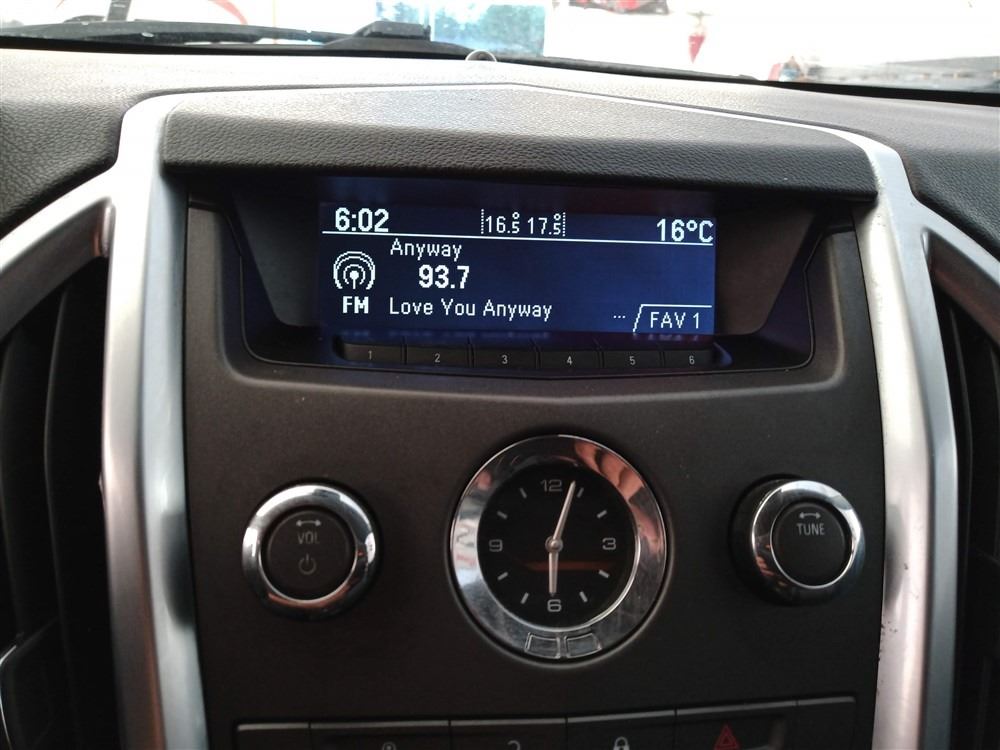 6:02 16.5 17.5 16°C
Anyway
93.7
FM Love You Anyway ... FAV 1
1 2 3 4 5 6
VOL
12
3
6
9
TUNE